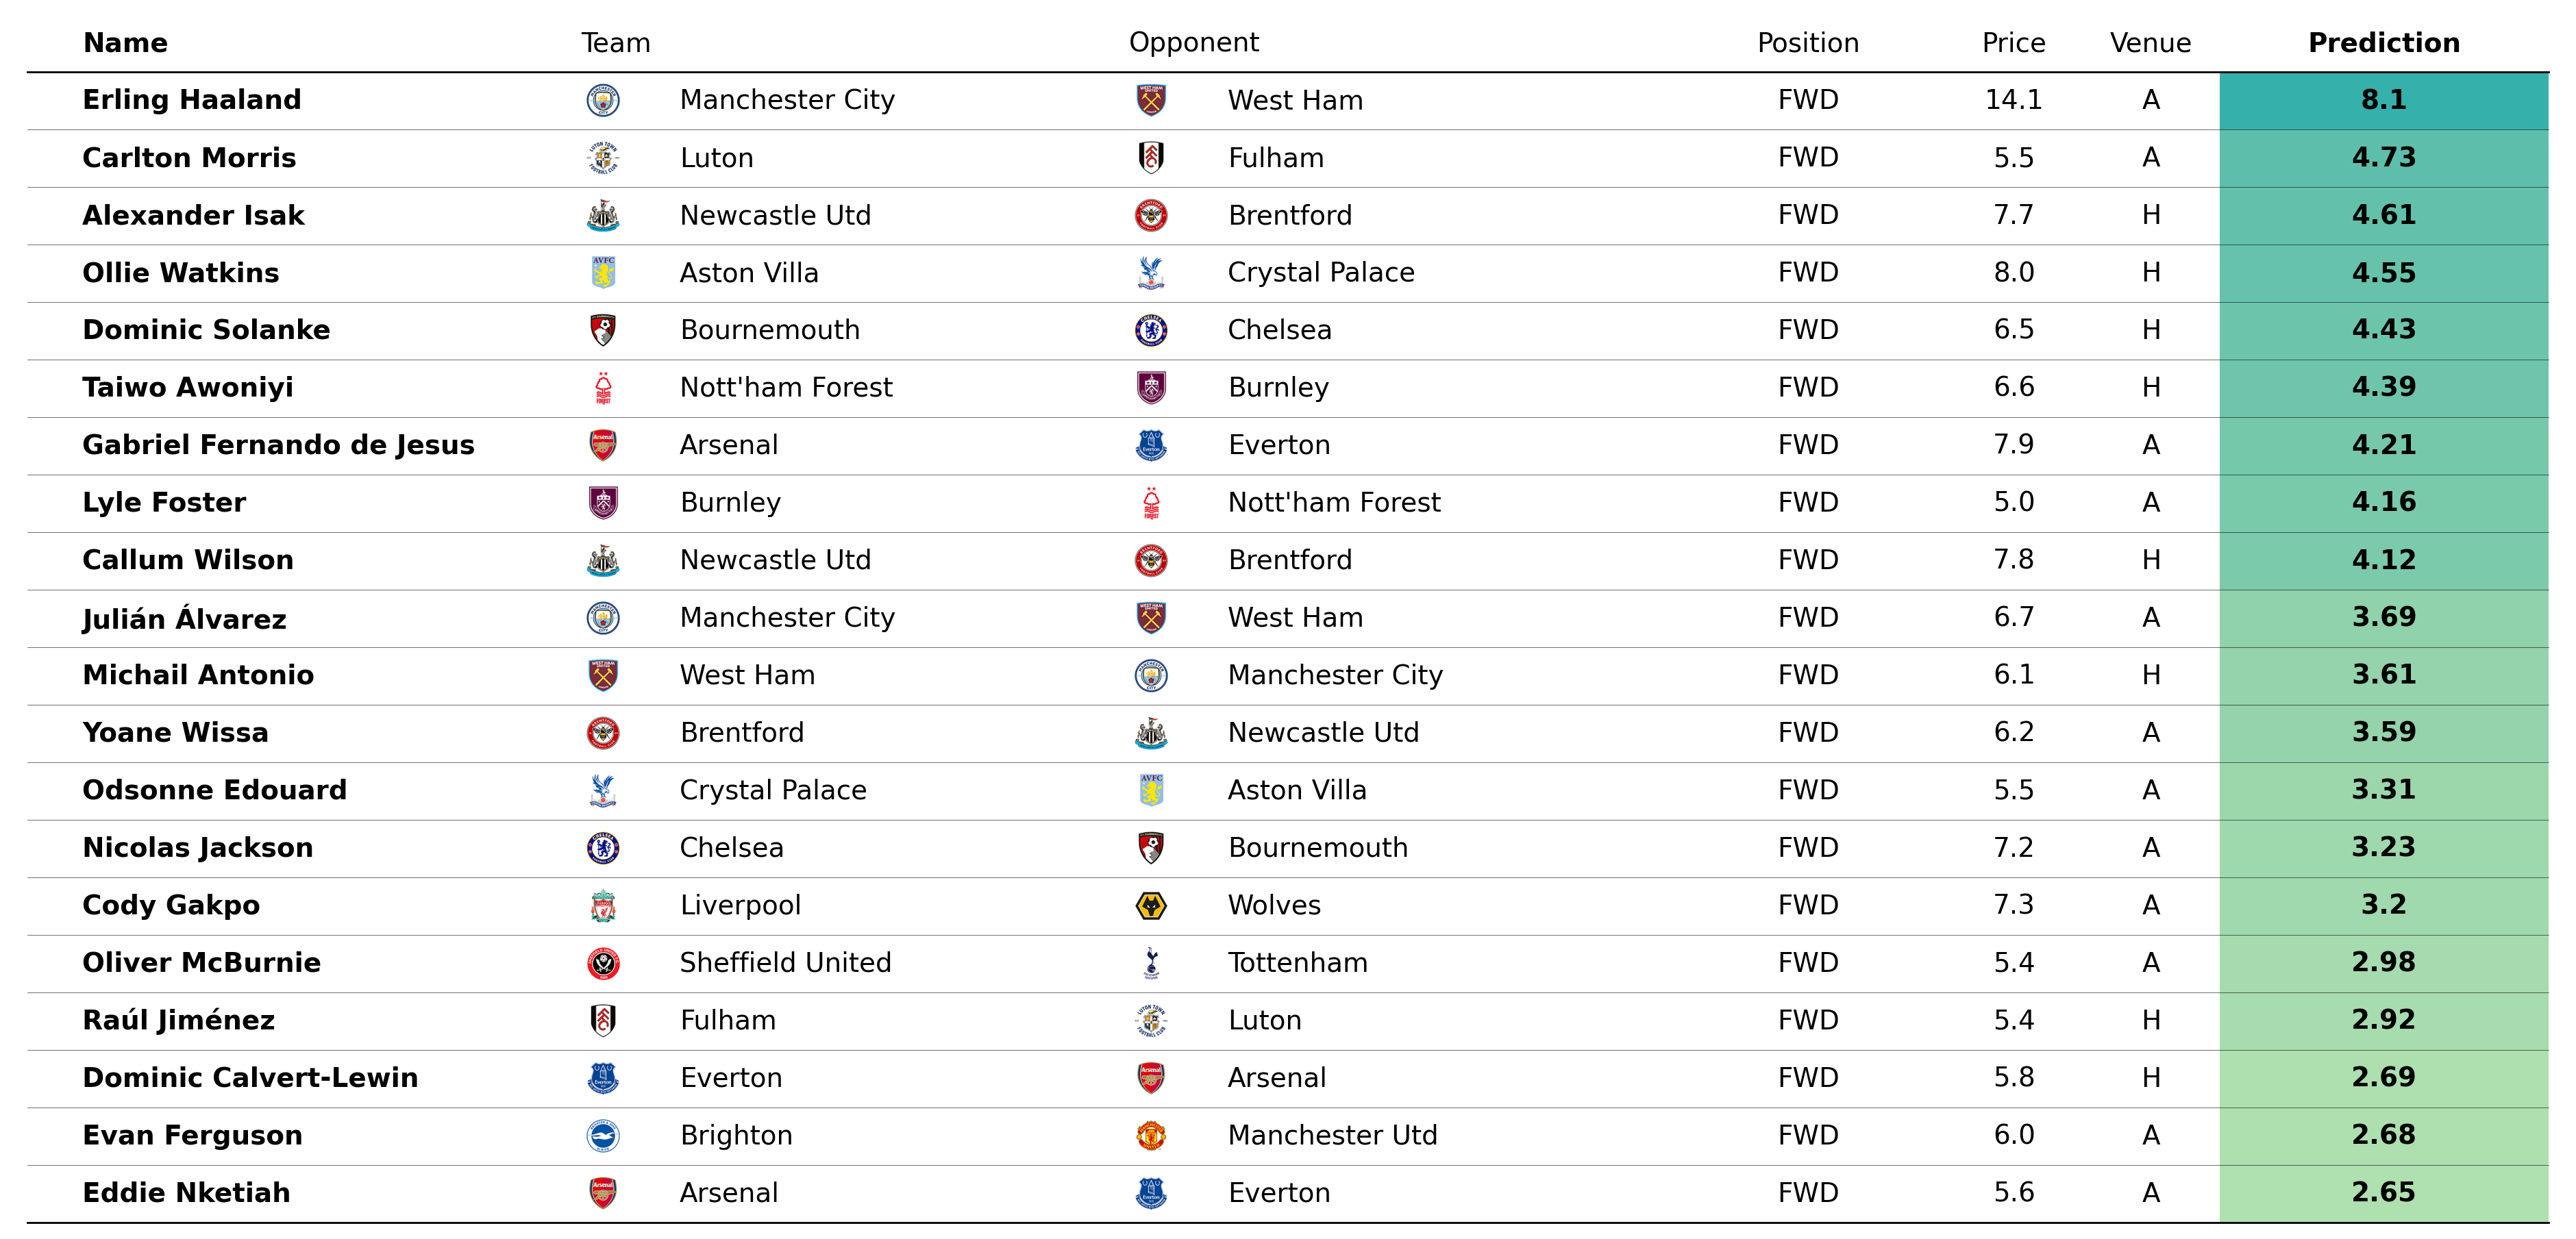 Name Team Opponent Position Price Venue Prediction
Erling Haaland Manchester City West Ham FWD 14.1 A 8.1
Carlton Morris Luton Fulham FWD 5.5 A 4.73
Alexander Isak Newcastle Utd Brentford FWD 7.7 H 4.61
Ollie Watkins Aston Villa Crystal Palace FWD 8.0 H 4.55
Dominic Solanke Bournemouth Chelsea FWD 6.5 H 4.43
Taiwo Awoniyi Nott'ham Forest Burnley FWD 6.6 H 4.39
Gabriel Fernando de Jesus Arsenal Everton FWD 7.9 A 4.21
Lyle Foster Burnley Nott'ham Forest FWD 5.0 A 4.16
Callum Wilson Newcastle Utd Brentford FWD 7.8 H 4.12
Julián Álvarez Manchester City West Ham FWD 6.7 A 3.69
Michail Antonio West Ham Manchester City FWD 6.1 H 3.61
Yoane Wissa Brentford Newcastle Utd FWD 6.2 A 3.59
Odsonne Edouard Crystal Palace Aston Villa FWD 5.5 A 3.31
Nicolas Jackson Chelsea Bournemouth FWD 7.2 A 3.23
Cody Gakpo Liverpool Wolves FWD 7.3 A 3.2
Oliver McBurnie Sheffield United Tottenham FWD 5.4 A 2.98
Raúl Jiménez Fulham Luton FWD 5.4 H 2.92
Dominic Calvert-Lewin Everton Arsenal FWD 5.8 H 2.69
Evan Ferguson Brighton Manchester Utd FWD 6.0 A 2.68
Eddie Nketiah Arsenal Everton FWD 5.6 A 2.65